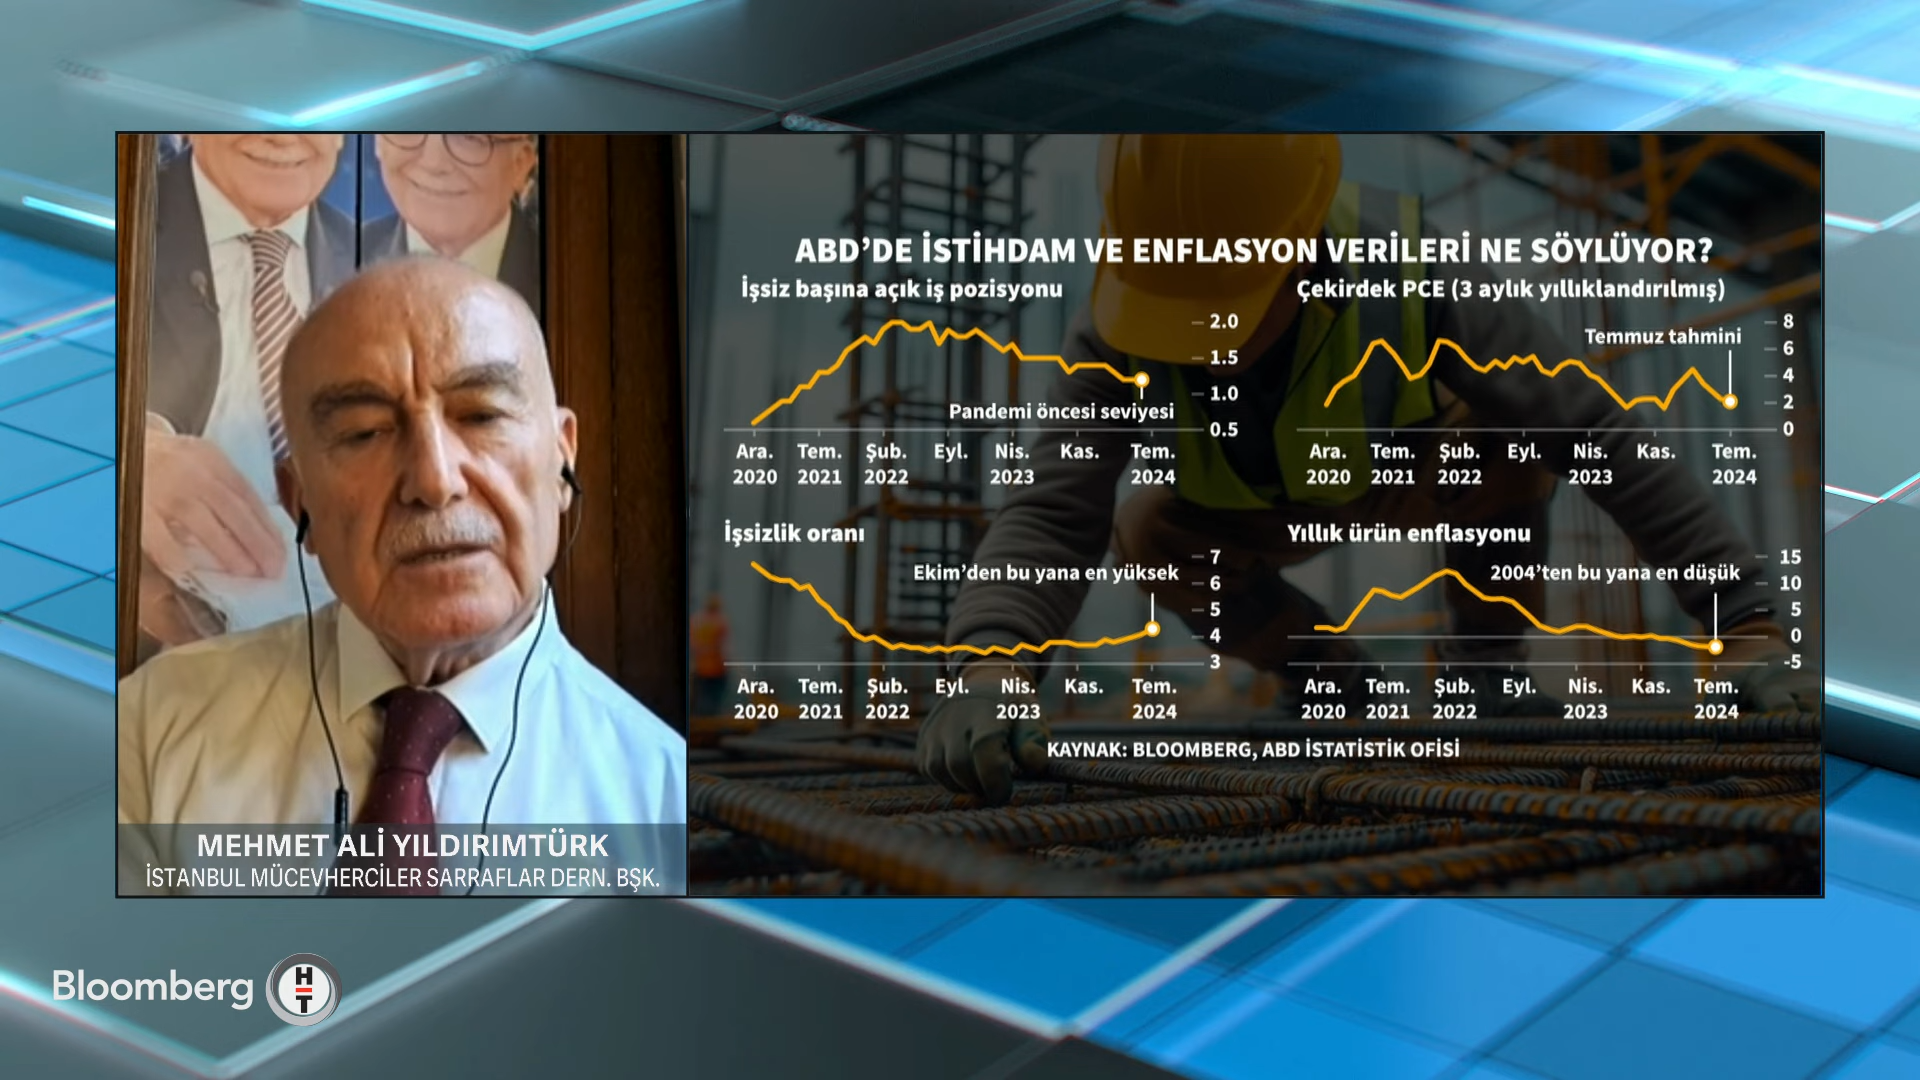 ABD'DE İSTİHDAM VE ENFLASYON VERİLERİ NE SÖYLÜYOR?
İşsiz başına açık iş pozisyonu
2.0
1.5
1.0
0.5
Pandemi öncesi seviyesi
Ara. Tem. Şub. Eyl. Nis. Kas. Tem.
2020 2021 2022 2023 2024
Çekirdek PCE (3 aylık yıllıklandırılmış)
Temmuz tahmini
8
6
4
2
0
Ara. Tem. Şub. Eyl. Nis. Kas. Tem.
2020 2021 2022 2023 2024
İşsizlik oranı
Ekim'den bu yana en yüksek
7
6
5
4
3
Ara. Tem. Şub. Eyl. Nis. Kas. Tem.
2020 2021 2022 2023 2024
Yıllık ürün enflasyonu
2004'ten bu yana en düşük
15
10
5
0
-5
Ara. Tem. Şub. Eyl. Nis. Kas. Tem.
2020 2021 2022 2023 2024
KAYNAK: BLOOMBERG, ABD İSTATİSTİK OFİSİ
MEHMET ALİ YILDIRIMTÜRK
İSTANBUL MÜCEVHERCİLER SARRAFLAR DERN. BŞK.
Bloomberg HT